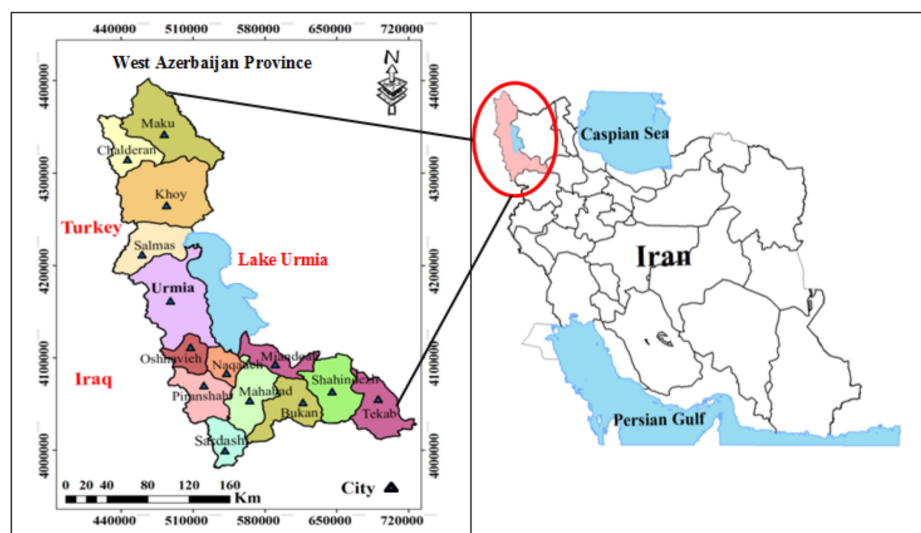 440000 510000 580000 650000 720000
West Azerbaijan Province
N
4400000
4400000
Maku
Chalderan
Caspian Sea
4300000
4300000
Khoy
Turkey
Salmas
Lake Urmia
Iran
4200000
4200000
Urmia
Oshnavieh
Naqadeh
Miandoab
4100000
4100000
Iraq
Piranshahr
Mahabad
Shahindezh
Bukan
Tekab
Persian Gulf
Sardash
4000000
4000000
0 20 40 80 120 160
Km
City
440000 510000 580000 650000 720000